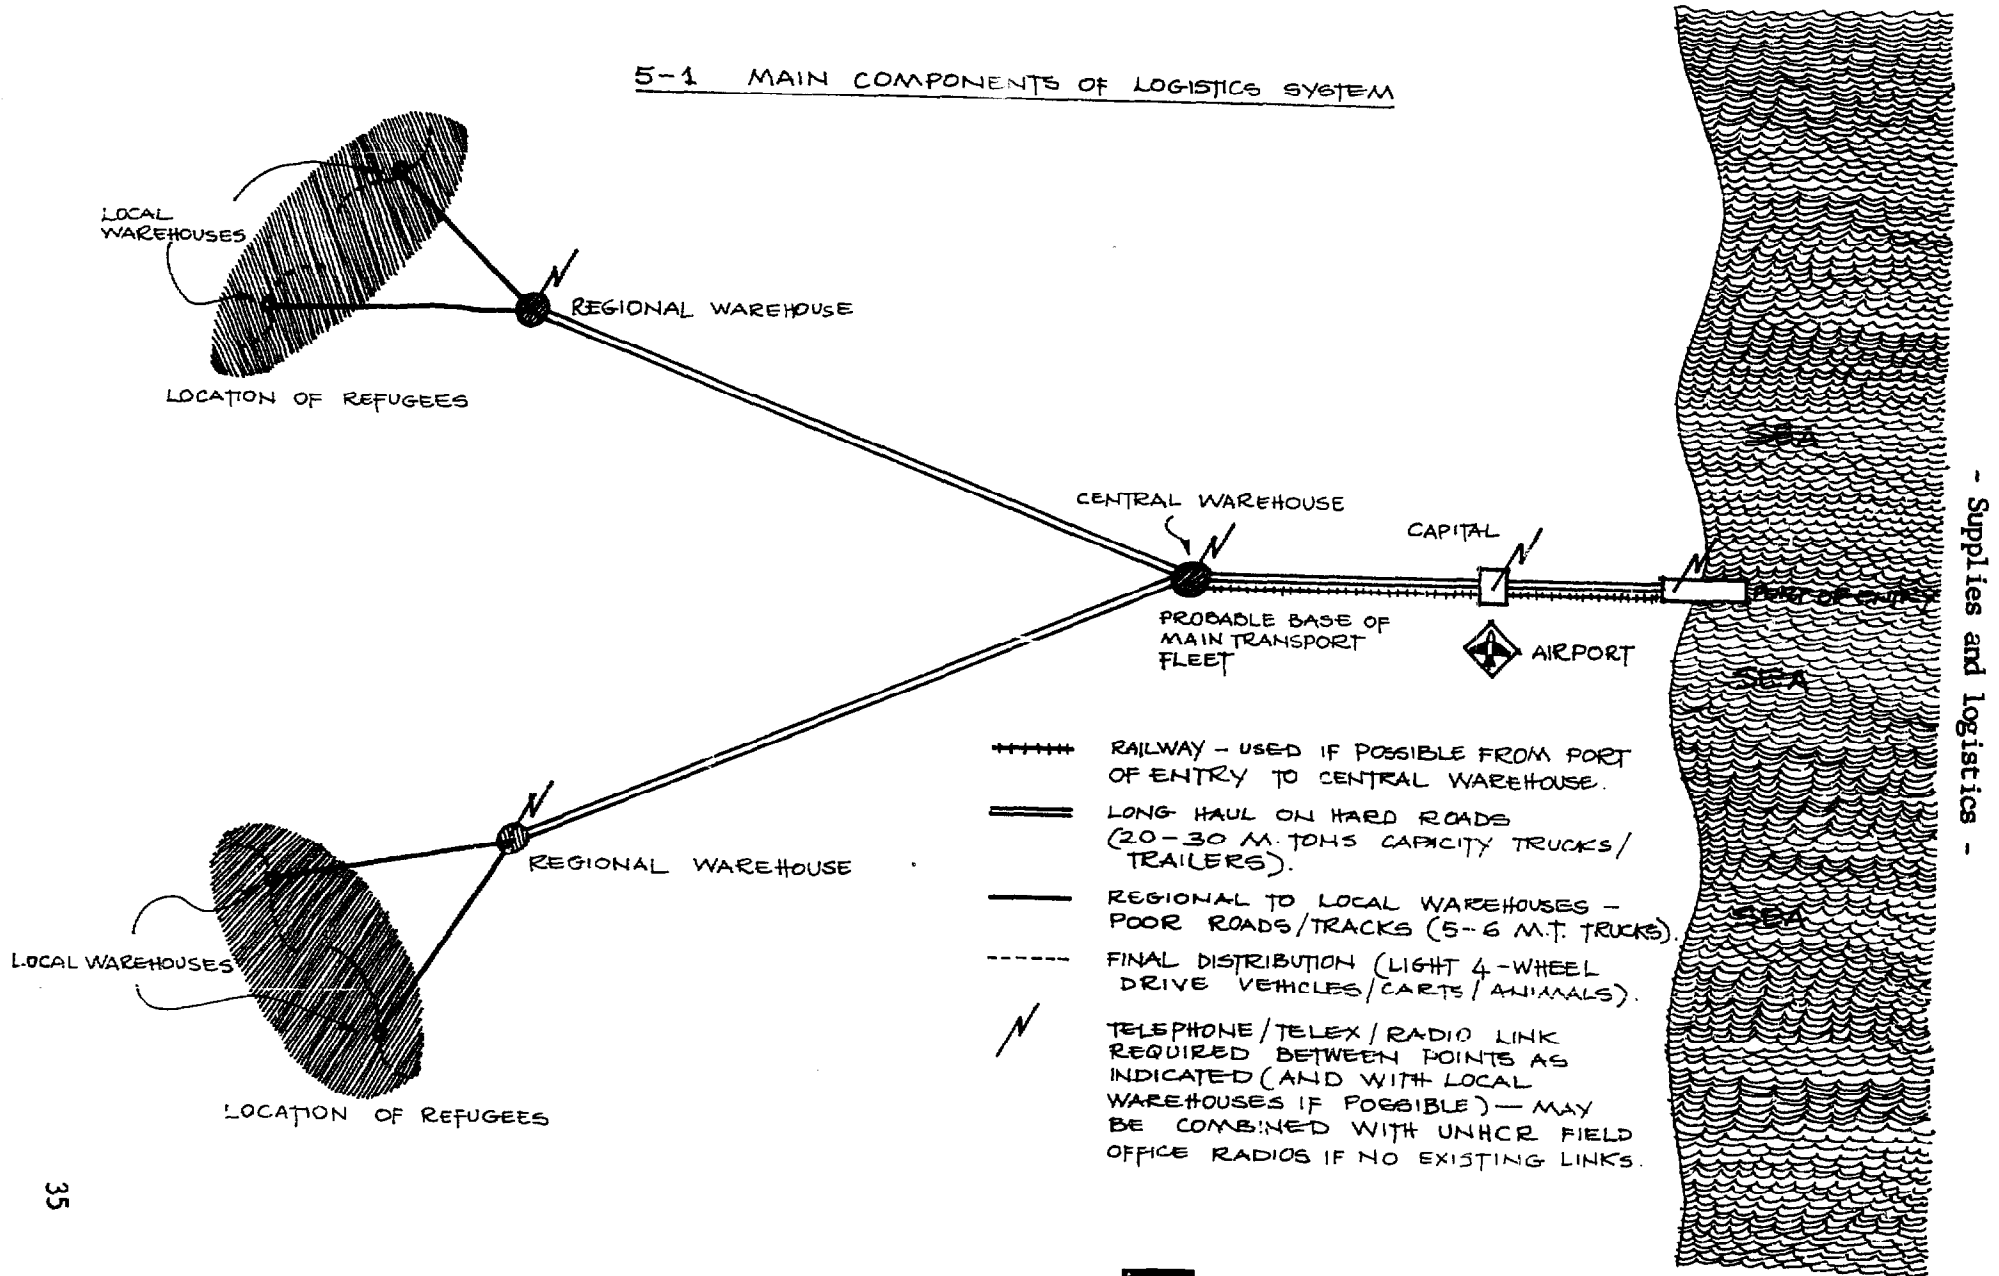 5-1 MAIN COMPONENTS OF LOGISTICS SYSTEM
LOCAL
WAREHOUSES
REGIONAL WAREHOUSE
LOCATION OF REFUGEES
SEA
CENTRAL WAREHOUSE
CAPITAL
PORT OF ENTRY
PROBABLE BASE OF
MAIN TRANSPORT
FLEET
AIRPORT
SEA
RAILWAY - USED IF POSSIBLE FROM PORT
OF ENTRY TO CENTRAL WAREHOUSE.
LONG HAUL ON HARD ROADS
(20-30 M. TONS CAPACITY TRUCKS/
TRAILERS).
REGIONAL WAREHOUSE
REGIONAL TO LOCAL WAREHOUSES -
POOR ROADS/TRACKS (5-6 M.T. TRUCKS).
SEA
LOCAL WAREHOUSES
FINAL DISTRIBUTION (LIGHT 4-WHEEL
DRIVE VEHICLES/CARTS/ANIMALS).
TELEPHONE/TELEX/RADIO LINK
REQUIRED BETWEEN POINTS AS
INDICATED (AND WITH LOCAL
WAREHOUSES IF POSSIBLE) - MAY
BE COMBINED WITH UNHCR FIELD
OFFICE RADIOS IF NO EXISTING LINKS.
LOCATION OF REFUGEES
- Supplies and logistics -
35